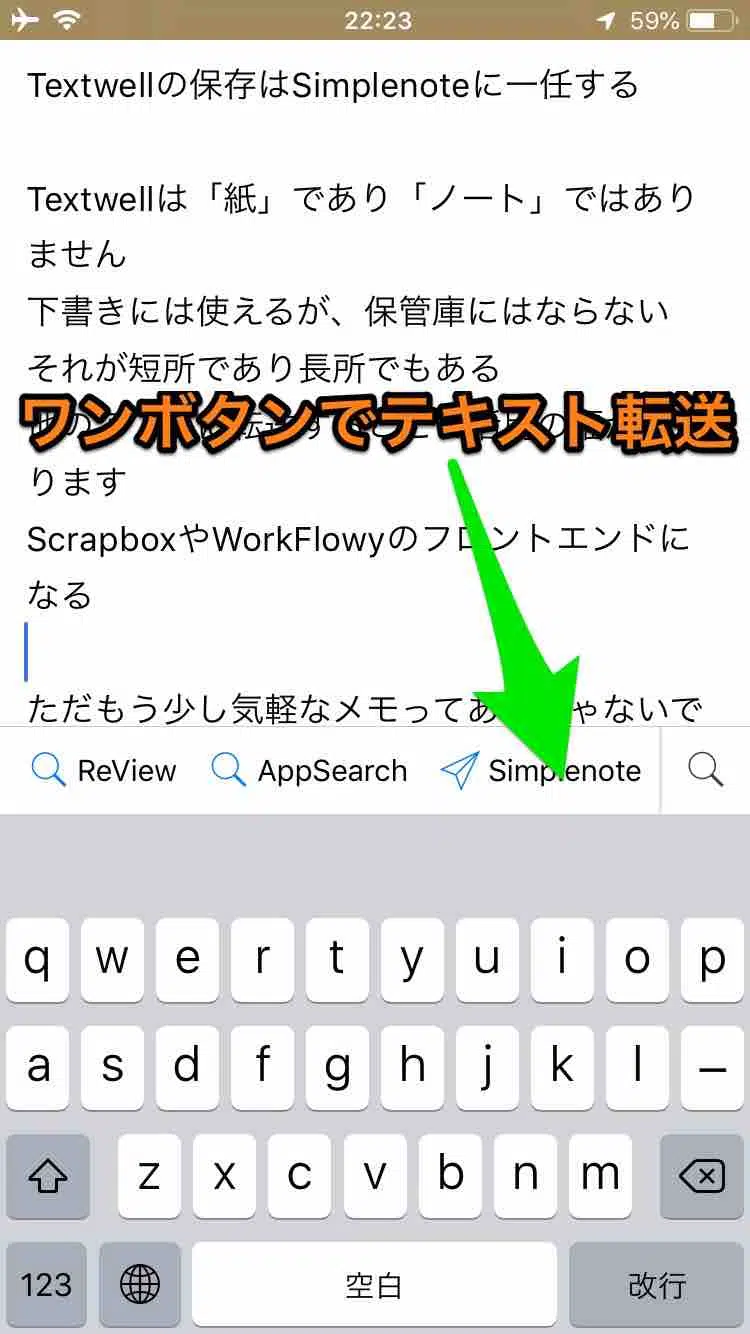 22:23
59%
Textwellの保存はSimplenoteに一任する
Textwellは「紙」であり「ノート」ではあり
ません
下書きには使えるが、保管庫にはならない
それが短所であり長所でもある
ワンボタンでテキスト転送
ります
ScrapboxやWorkFlowyのフロントエンドに
なる
ただもう少し気軽なメモってあ ゃないで
ReView
AppSearch
Simplenote
q w e r t y u i o p
a s d f g h j k l –
z x c v b n m
123
空白
改行